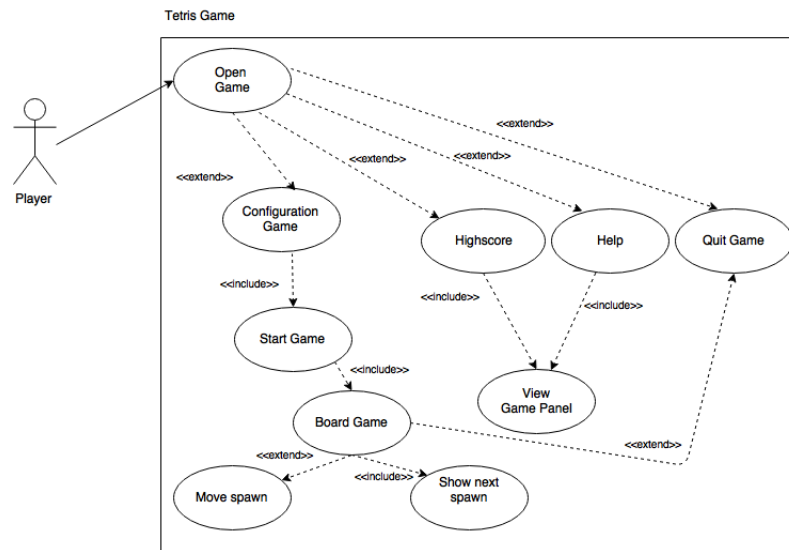 Tetris Game
Open
Game
<<extend>>
<<extend>>
<<extend>>
<<extend>>
Player
Configuration
Game
Highscore
Help
Quit Game
<<include>>
<<include>>
<<include>>
Start Game
<<include>>
View
Game Panel
Board Game
<<extend>>
<<extend>>
<<include>>
Move spawn
Show next
spawn